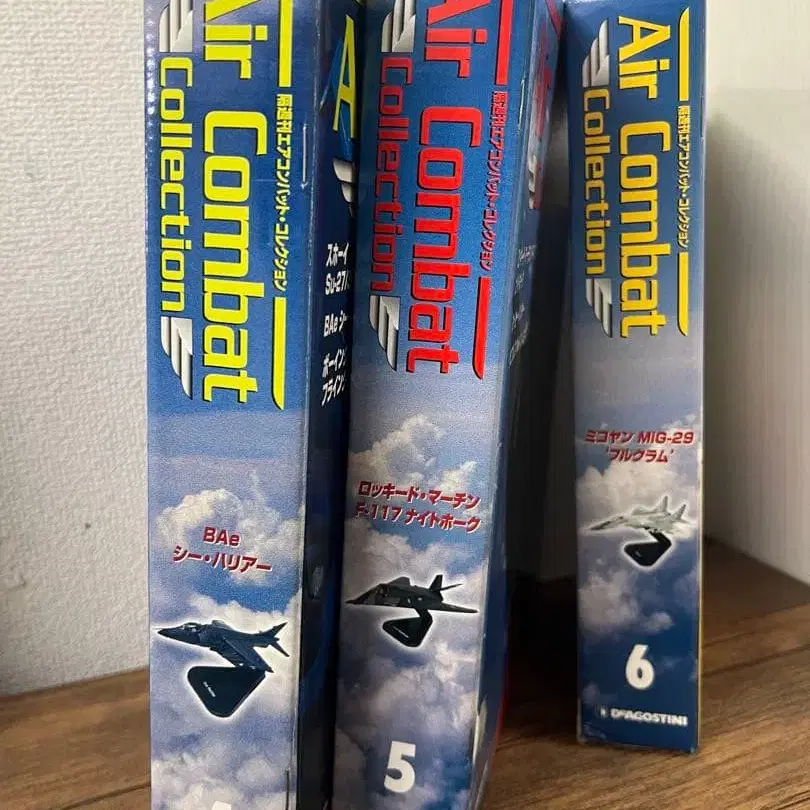 Air Combat
Collection
隔週刊エアコンバット・コレクション
BAe
シー・ハリアー
スホーイ
Su-27
BAe シー
ボーイング
フライング
Air Combat
Collection
隔週刊エアコンバット・コレクション
ロッキード・マーチン
F-117 ナイトホーク
5
Air Combat
Collection
隔週刊エアコンバット・コレクション
ミコヤン MiG-29
‘フルクラム’
6
DeAGOSTINI